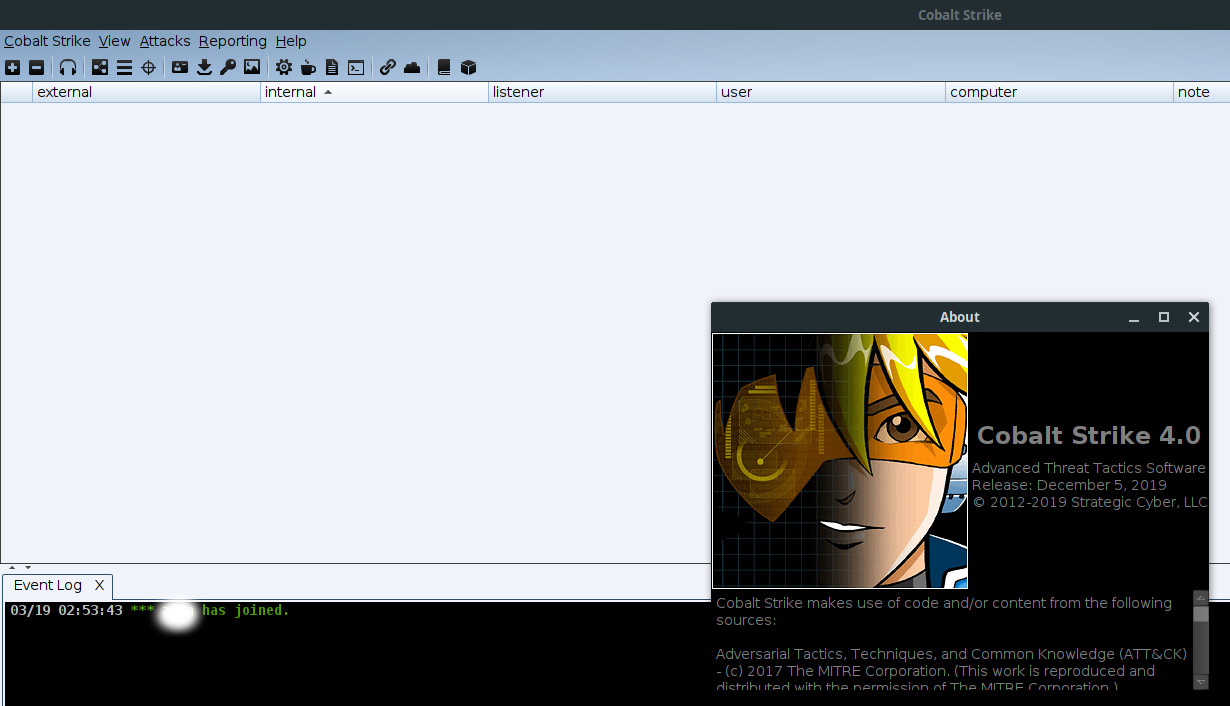 Cobalt Strike
Cobalt Strike View Attacks Reporting Help
external internal listener user computer note
About
Cobalt Strike 4.0
Advanced Threat Tactics Software
Release: December 5, 2019
© 2012-2019 Strategic Cyber, LLC
Event Log X
03/19 02:53:43 *** has joined.
Cobalt Strike makes use of code and/or content from the following
sources:
Adversarial Tactics, Techniques, and Common Knowledge (ATT&CK)
- (c) 2017 The MITRE Corporation. (This work is reproduced and
distributed with the permission of The MITRE Corporation.)